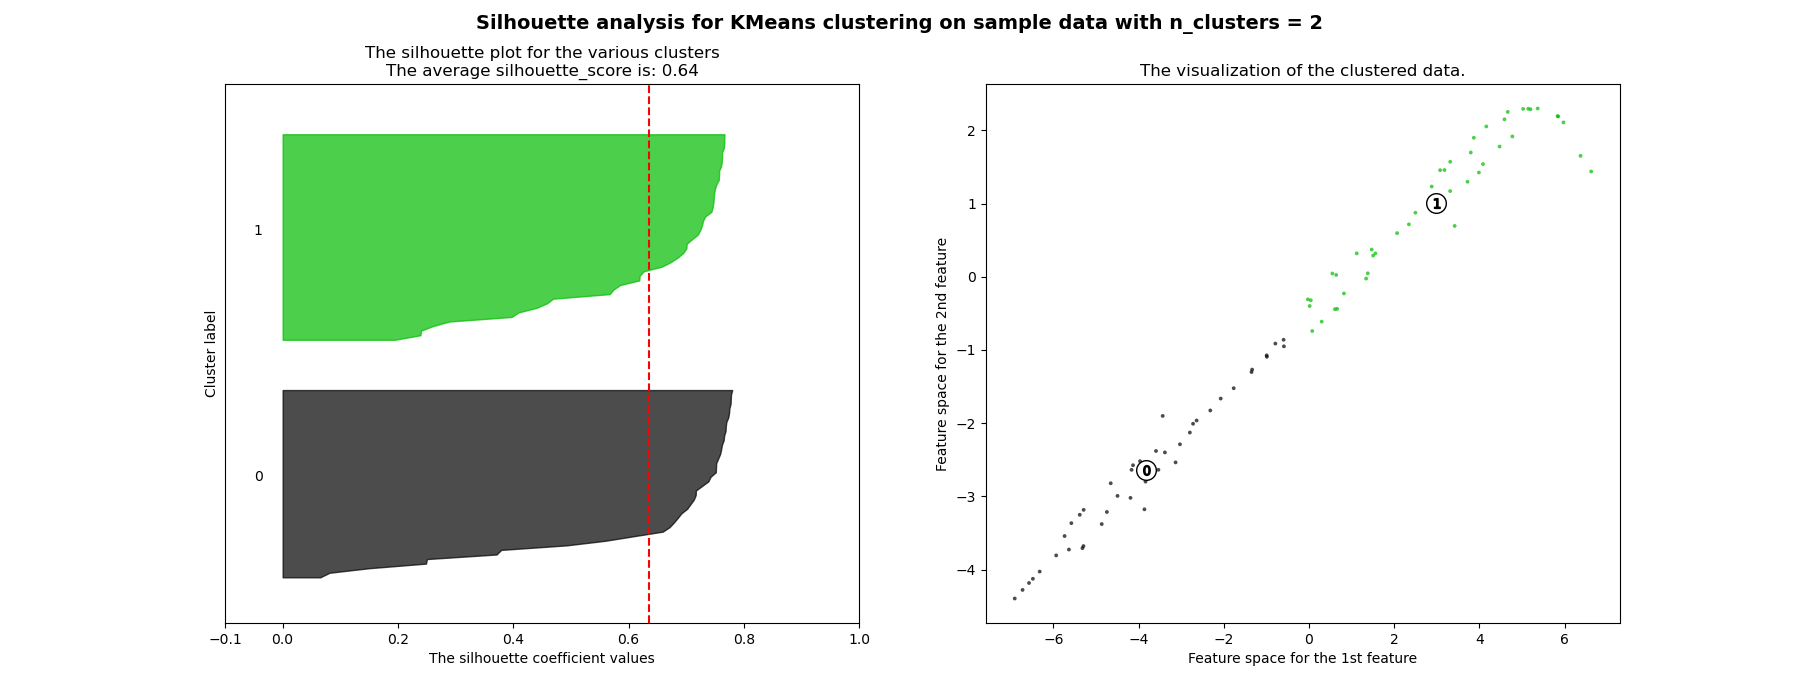 Silhouette analysis for KMeans clustering on sample data with n_clusters = 2
The silhouette plot for the various clusters
The average silhouette_score is: 0.64
Cluster label
1
0
−0.1 0.0 0.2 0.4 0.6 0.8 1.0
The silhouette coefficient values
The visualization of the clustered data.
Feature space for the 2nd feature
2
1
0
−1
−2
−3
−4
1
0
−6 −4 −2 0 2 4 6
Feature space for the 1st feature